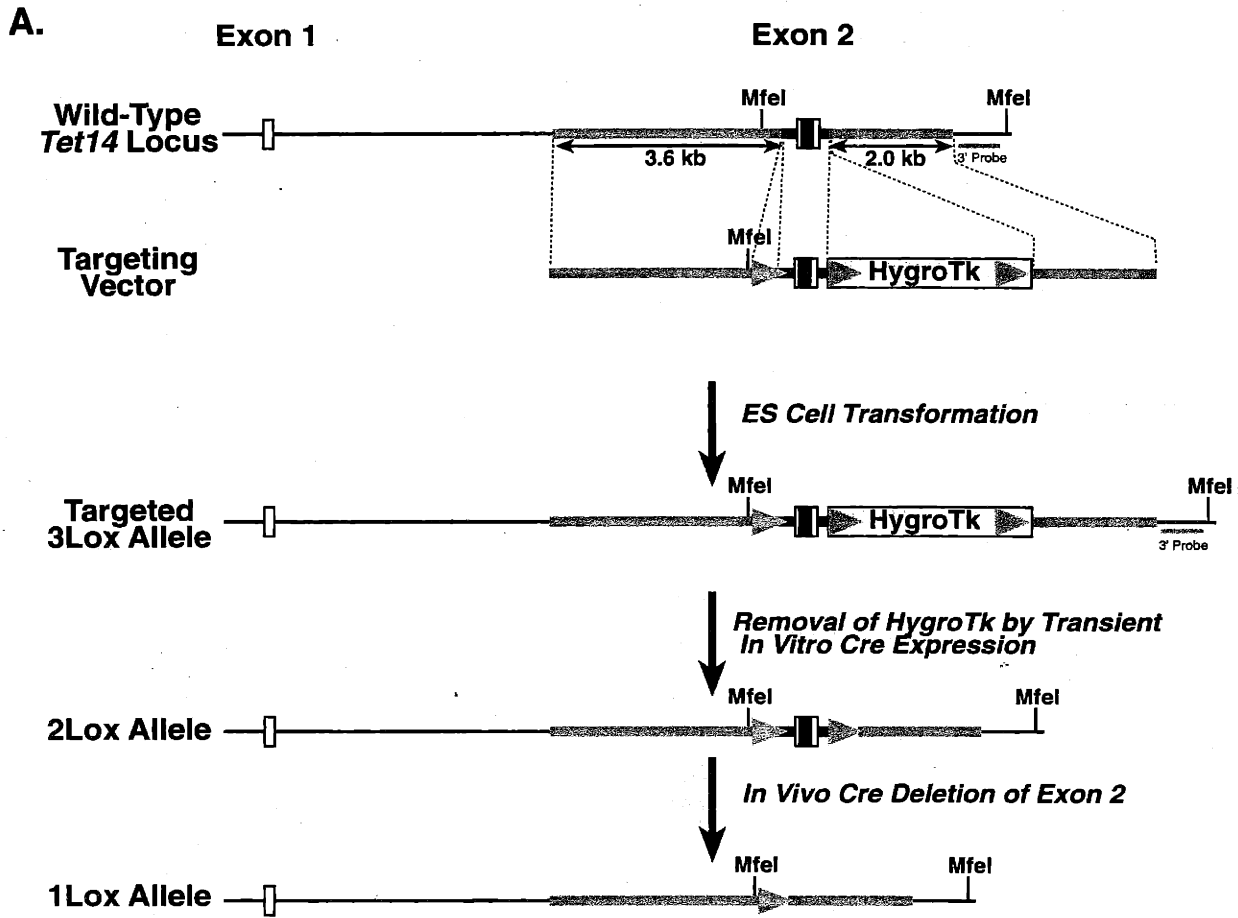 A.
Exon 1
Exon 2
Wild-Type
Tet14 Locus
MfeI
MfeI
3.6 kb
2.0 kb
3' Probe
Targeting
Vector
MfeI
HygroTk
ES Cell Transformation
Targeted
3Lox Allele
MfeI
HygroTk
MfeI
3' Probe
Removal of HygroTk by Transient
In Vitro Cre Expression
2Lox Allele
MfeI
MfeI
In Vivo Cre Deletion of Exon 2
1Lox Allele
MfeI
MfeI